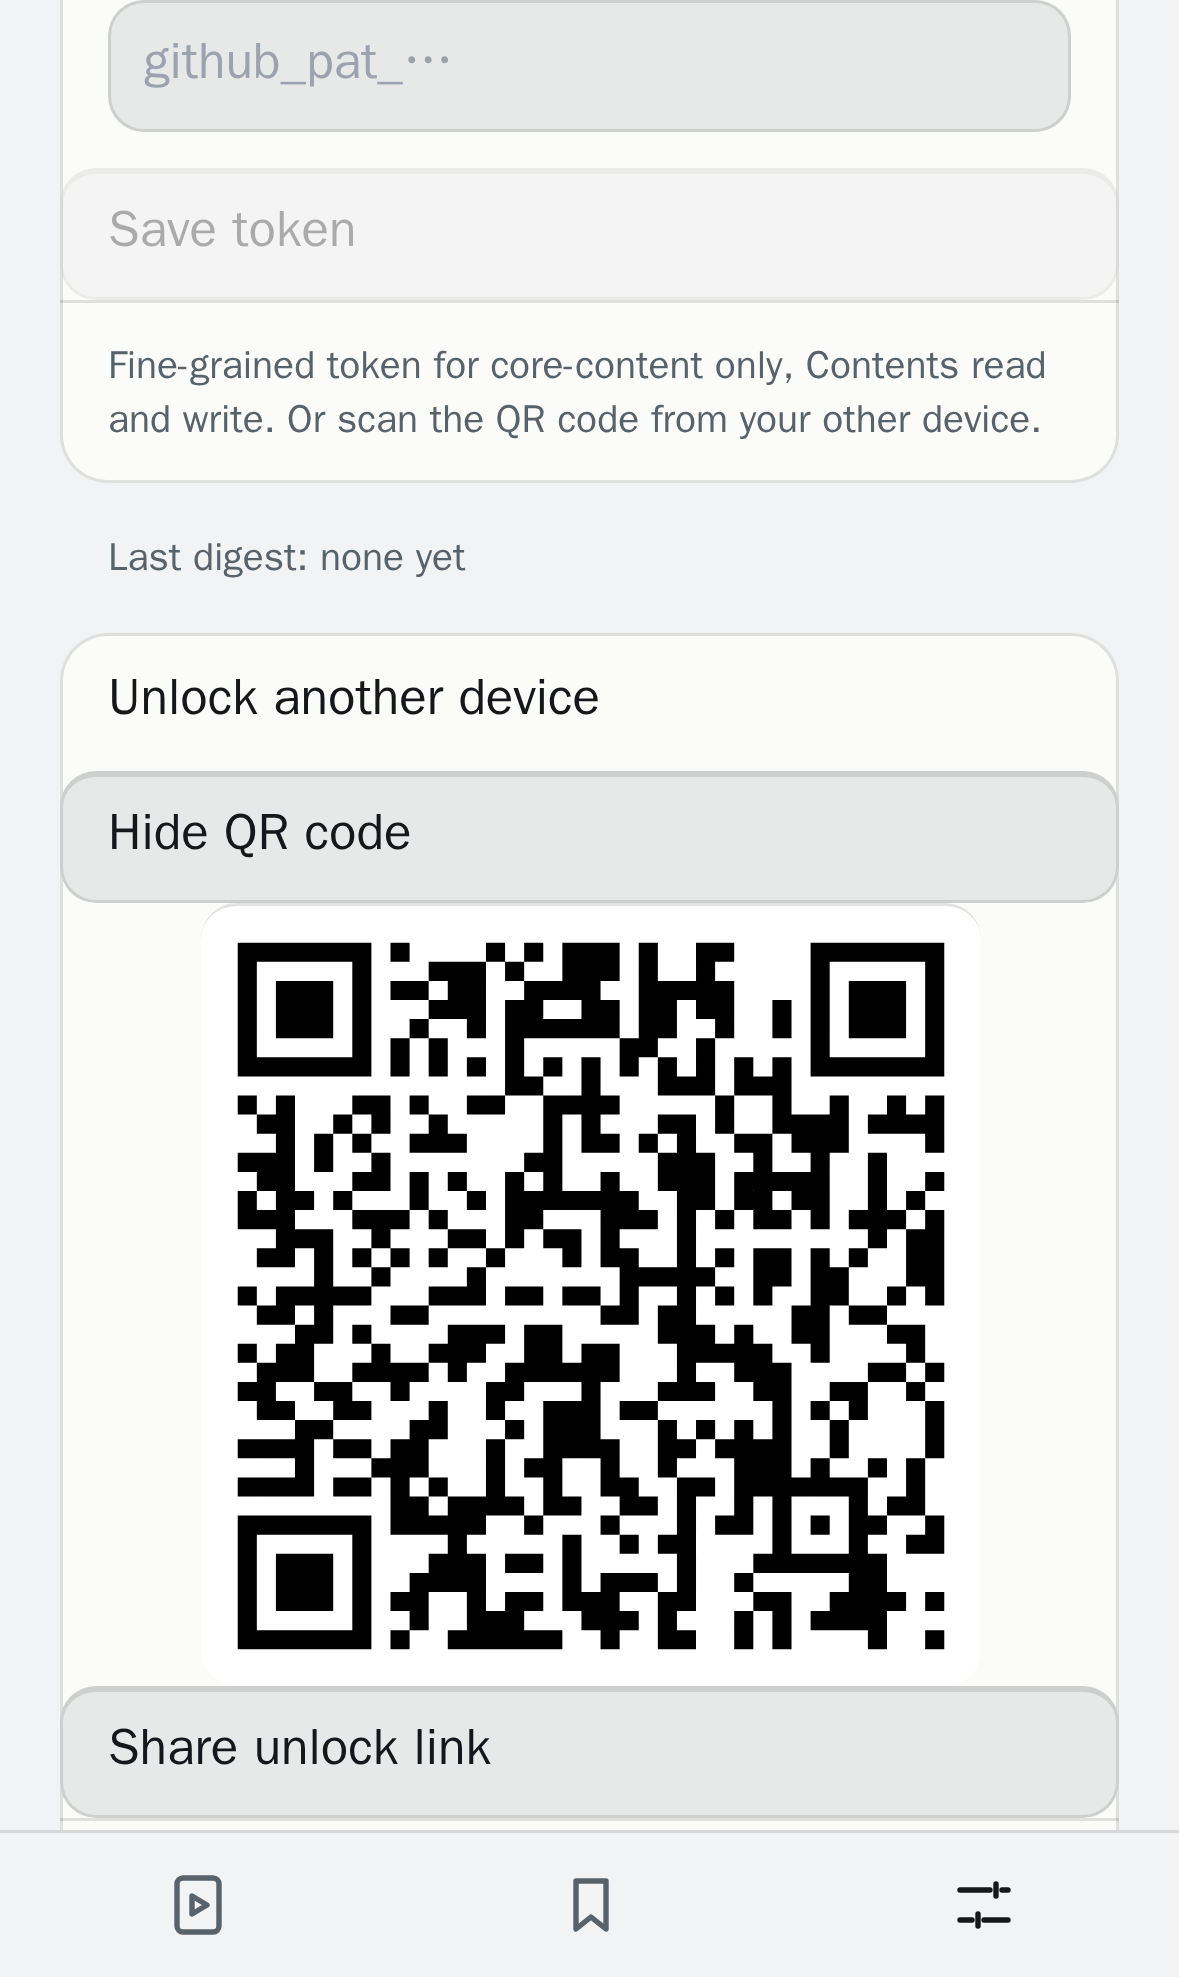 github_pat_···
Save token
Fine-grained token for core-content only, Contents read
and write. Or scan the QR code from your other device.
Last digest: none yet
Unlock another device
Hide QR code
Share unlock link